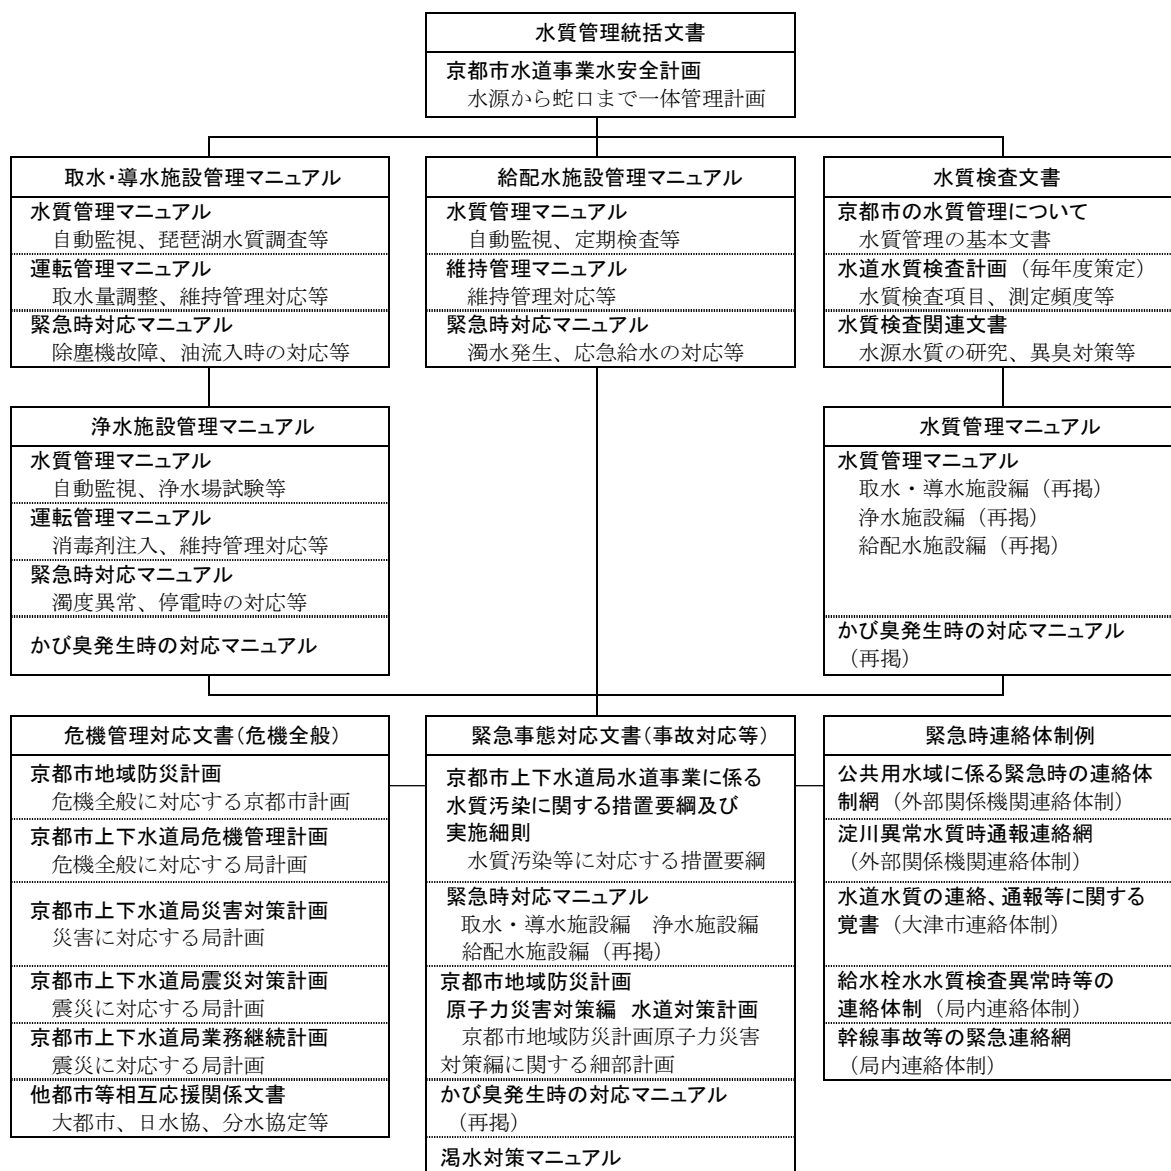 水質管理統括文書
京都市水道事業水安全計画
水源から蛇口まで一体管理計画
取水・導水施設管理マニュアル
水質管理マニュアル
自動監視、琵琶湖水質調査等
運転管理マニュアル
取水量調整、維持管理対応等
緊急時対応マニュアル
除塵機故障、油流入時の対応等
給配水施設管理マニュアル
水質管理マニュアル
自動監視、定期検査等
維持管理マニュアル
維持管理対応等
緊急時対応マニュアル
濁水発生、応急給水の対応等
水質検査文書
京都市の水質管理について
水質管理の基本文書
水道水質検査計画（毎年度策定）
水質検査項目、測定頻度等
水質検査関連文書
水源水質の研究、異臭対策等
浄水施設管理マニュアル
水質管理マニュアル
自動監視、浄水場試験等
運転管理マニュアル
消毒剤注入、維持管理対応等
緊急時対応マニュアル
濁度異常、停電時の対応等
かび臭発生時の対応マニュアル
水質管理マニュアル
水質管理マニュアル
取水・導水施設編（再掲）
浄水施設編（再掲）
給配水施設編（再掲）
かび臭発生時の対応マニュアル
（再掲）
危機管理対応文書（危機全般）
京都市地域防災計画
危機全般に対応する京都市計画
京都市上下水道局危機管理計画
危機全般に対応する局計画
京都市上下水道局災害対策計画
災害に対応する局計画
京都市上下水道局震災対策計画
震災に対応する局計画
京都市上下水道局業務継続計画
震災に対応する局計画
他都市等相互応援関係文書
大都市、日水協、分水協定等
緊急事態対応文書（事故対応等）
京都市上下水道局水道事業に係る
水質汚染に関する措置要綱及び
実施細則
水質汚染等に対応する措置要綱
緊急時対応マニュアル
取水・導水施設編　浄水施設編
給配水施設編（再掲）
京都市地域防災計画
原子力災害対策編　水道対策計画
京都市地域防災計画原子力災害
対策編に関する細部計画
かび臭発生時の対応マニュアル
（再掲）
渇水対策マニュアル
緊急時連絡体制例
公共用水域に係る緊急時の連絡体
制網（外部関係機関連絡体制）
淀川異常水質時通報連絡網
（外部関係機関連絡体制）
水道水質の連絡、通報等に関する
覚書（大津市連絡体制）
給水栓水水質検査異常時等の
連絡体制（局内連絡体制）
幹線事故等の緊急連絡網
（局内連絡体制）